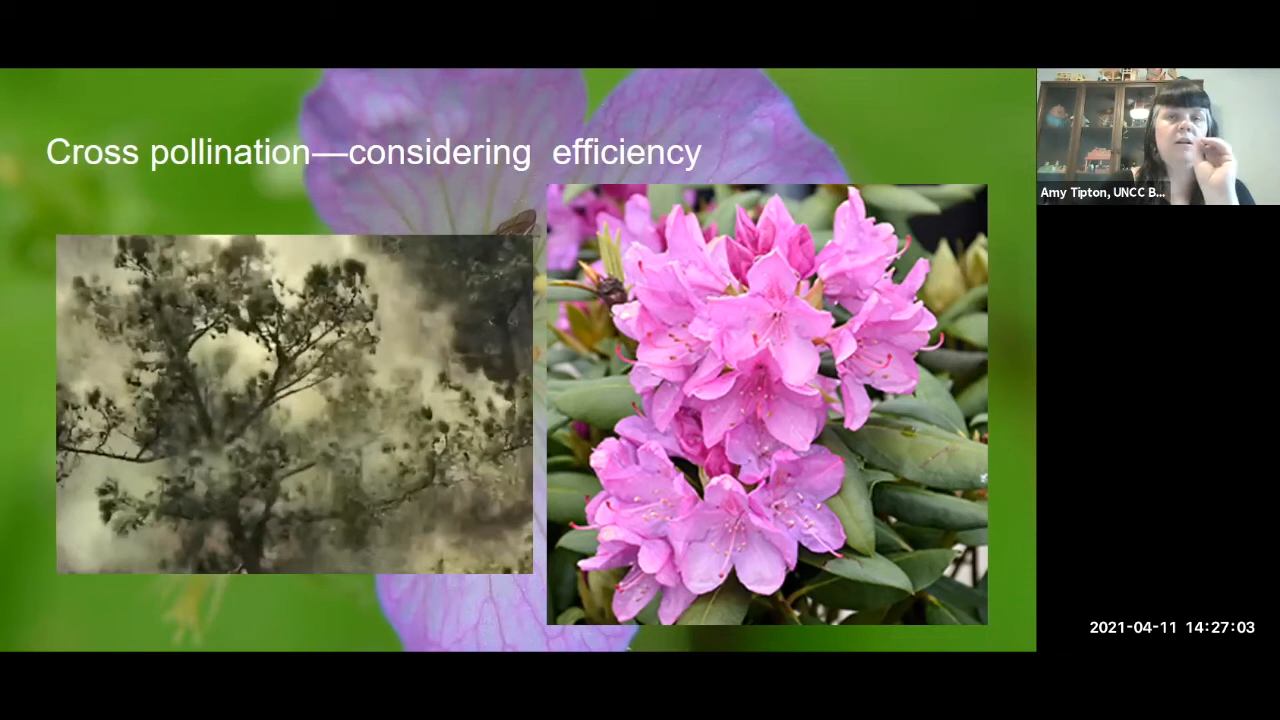 Cross pollination—considering efficiency
Amy Tipton, UNCC B...
2021-04-11 14:27:03